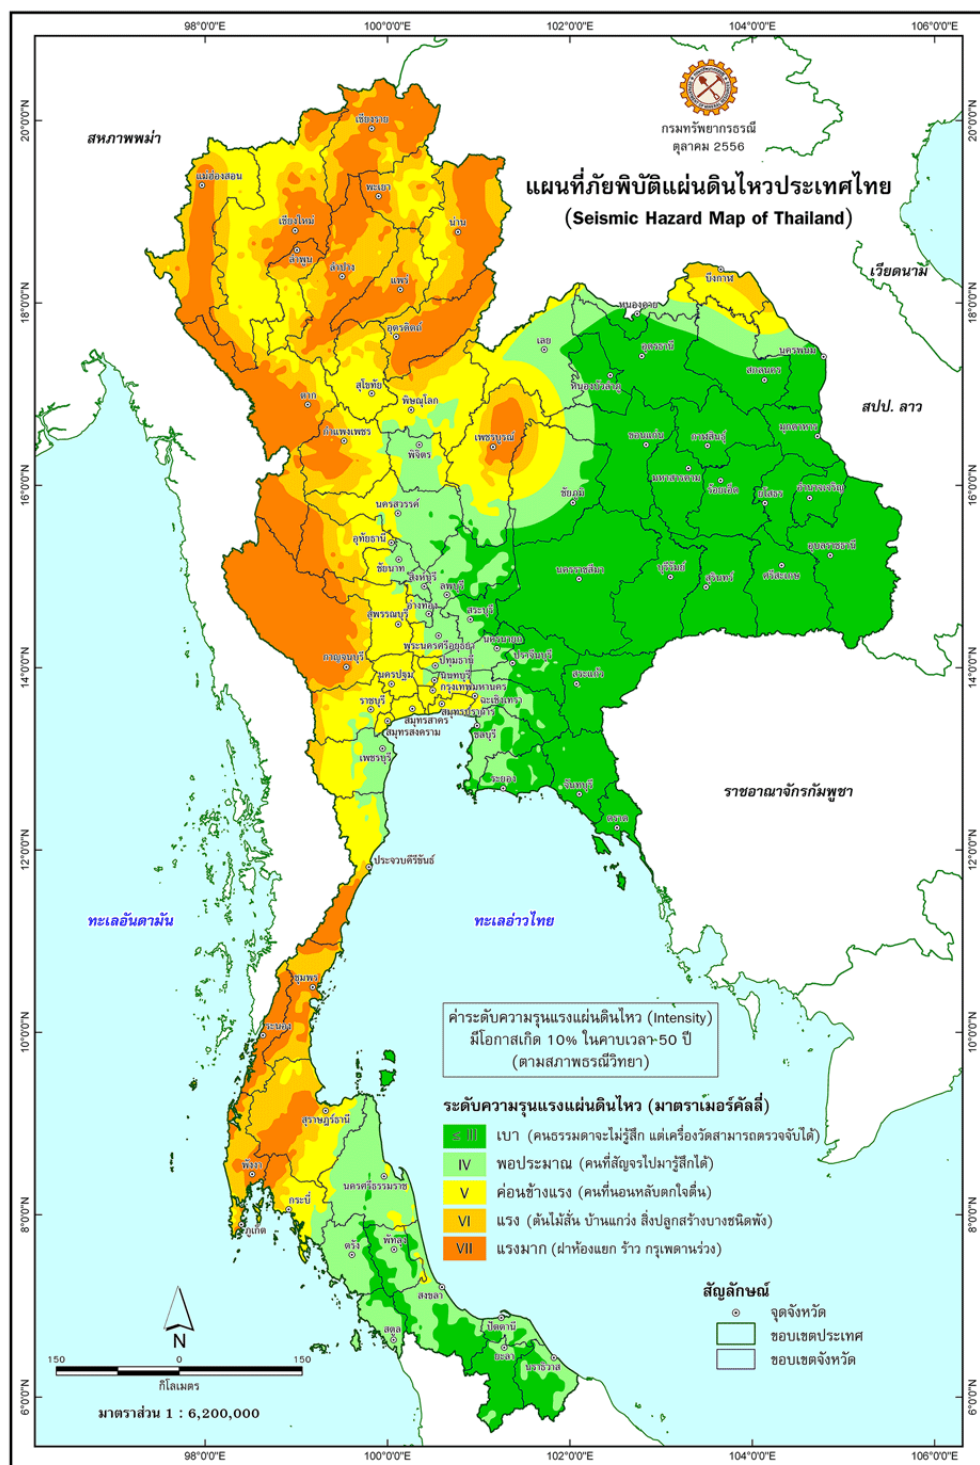 98°0'0"E
100°0'0"E
102°0'0"E
104°0'0"E
106°0'0"E
20°0'0"N
18°0'0"N
16°0'0"N
14°0'0"N
12°0'0"N
10°0'0"N
8°0'0"N
6°0'0"N
20°0'0"N
18°0'0"N
16°0'0"N
14°0'0"N
12°0'0"N
10°0'0"N
8°0'0"N
6°0'0"N
กรมทรัพยากรธรณี
ตุลาคม 2556
แผนที่ภัยพิบัติแผ่นดินไหวประเทศไทย
(Seismic Hazard Map of Thailand)
สหภาพพม่า
เวียดนาม
สปป. ลาว
ราชอาณาจักรกัมพูชา
ทะเลอันดามัน
ทะเลอ่าวไทย
เชียงราย
แม่ฮ่องสอน
พะเยา
เชียงใหม่
น่าน
ลำพูน
ลำปาง
แพร่
บึงกาฬ
หนองคาย
อุตรดิตถ์
เลย
อุดรธานี
นครพนม
สกลนคร
หนองบัวลำภู
สุโขทัย
ตาก
พิษณุโลก
มุกดาหาร
กำแพงเพชร
พิจิตร
เพชรบูรณ์
ขอนแก่น
กาฬสินธุ์
มหาสารคาม
ร้อยเอ็ด
ยโสธร
อำนาจเจริญ
ชัยภูมิ
นครสวรรค์
อุทัยธานี
ชัยนาท
อุบลราชธานี
สิงห์บุรี
ลพบุรี
นครราชสีมา
บุรีรัมย์
สุรินทร์
ศรีสะเกษ
อ่างทอง
สระบุรี
สุพรรณบุรี
พระนครศรีอยุธยา
นครนายก
ปราจีนบุรี
กาญจนบุรี
ปทุมธานี
สระแก้ว
นครปฐม
นนทบุรี
กรุงเทพมหานคร
ฉะเชิงเทรา
ราชบุรี
สมุทรปราการ
สมุทรสาคร
สมุทรสงคราม
ชลบุรี
เพชรบุรี
ระยอง
จันทบุรี
ตราด
ประจวบคีรีขันธ์
ชุมพร
ระนอง
สุราษฎร์ธานี
พังงา
นครศรีธรรมราช
กระบี่
ภูเก็ต
ตรัง
พัทลุง
สงขลา
สตูล
ปัตตานี
ยะลา
นราธิวาส
ค่าระดับความรุนแรงแผ่นดินไหว (Intensity)
มีโอกาสเกิด 10% ในคาบเวลา 50 ปี
(ตามสภาพธรณีวิทยา)
ระดับความรุนแรงแผ่นดินไหว (มาตราเมอร์คัลลี่)
≤ III เบา (คนธรรมดาจะไม่รู้สึก แต่เครื่องวัดสามารถตรวจจับได้)
IV พอประมาณ (คนที่สัญจรไปมารู้สึกได้)
V ค่อนข้างแรง (คนที่นอนหลับตกใจตื่น)
VI แรง (ต้นไม้สั่น บ้านแกว่ง สิ่งปลูกสร้างบางชนิดพัง)
VII แรงมาก (ฝาห้องแยก ร้าว กรุเพดานร่วง)
สัญลักษณ์
จุดจังหวัด
ขอบเขตประเทศ
ขอบเขตจังหวัด
N
150 0 150
กิโลเมตร
มาตราส่วน 1 : 6,200,000
98°0'0"E
100°0'0"E
102°0'0"E
104°0'0"E
106°0'0"E